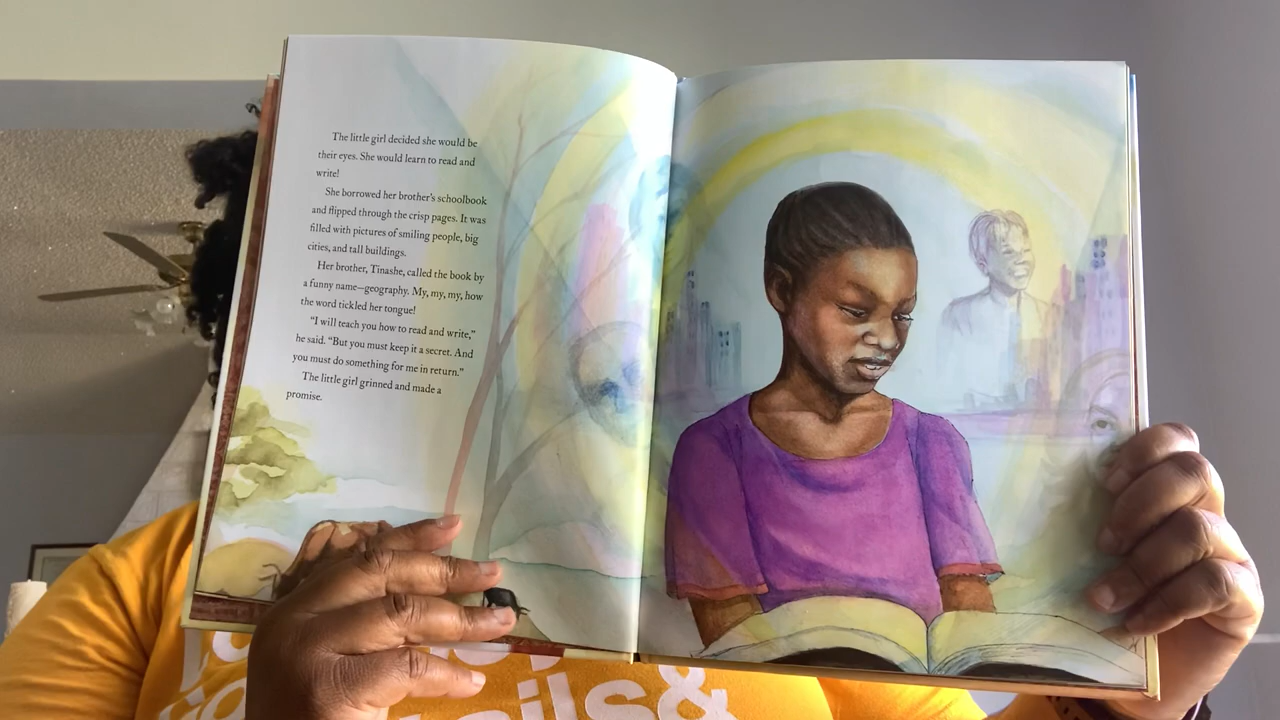 The little girl decided she would be
their eyes. She would learn to read and
write!
She borrowed her brother's schoolbook
and flipped through the crisp pages. It was
filled with pictures of smiling people, big
cities, and tall buildings.
Her brother, Tinashe, called the book by
a funny name—geography. My, my, my, how
the word tickled her tongue!
"I will teach you how to read and write,"
he said. "But you must keep it a secret. And
you must do something for me in return."
The little girl grinned and made a
promise.
&